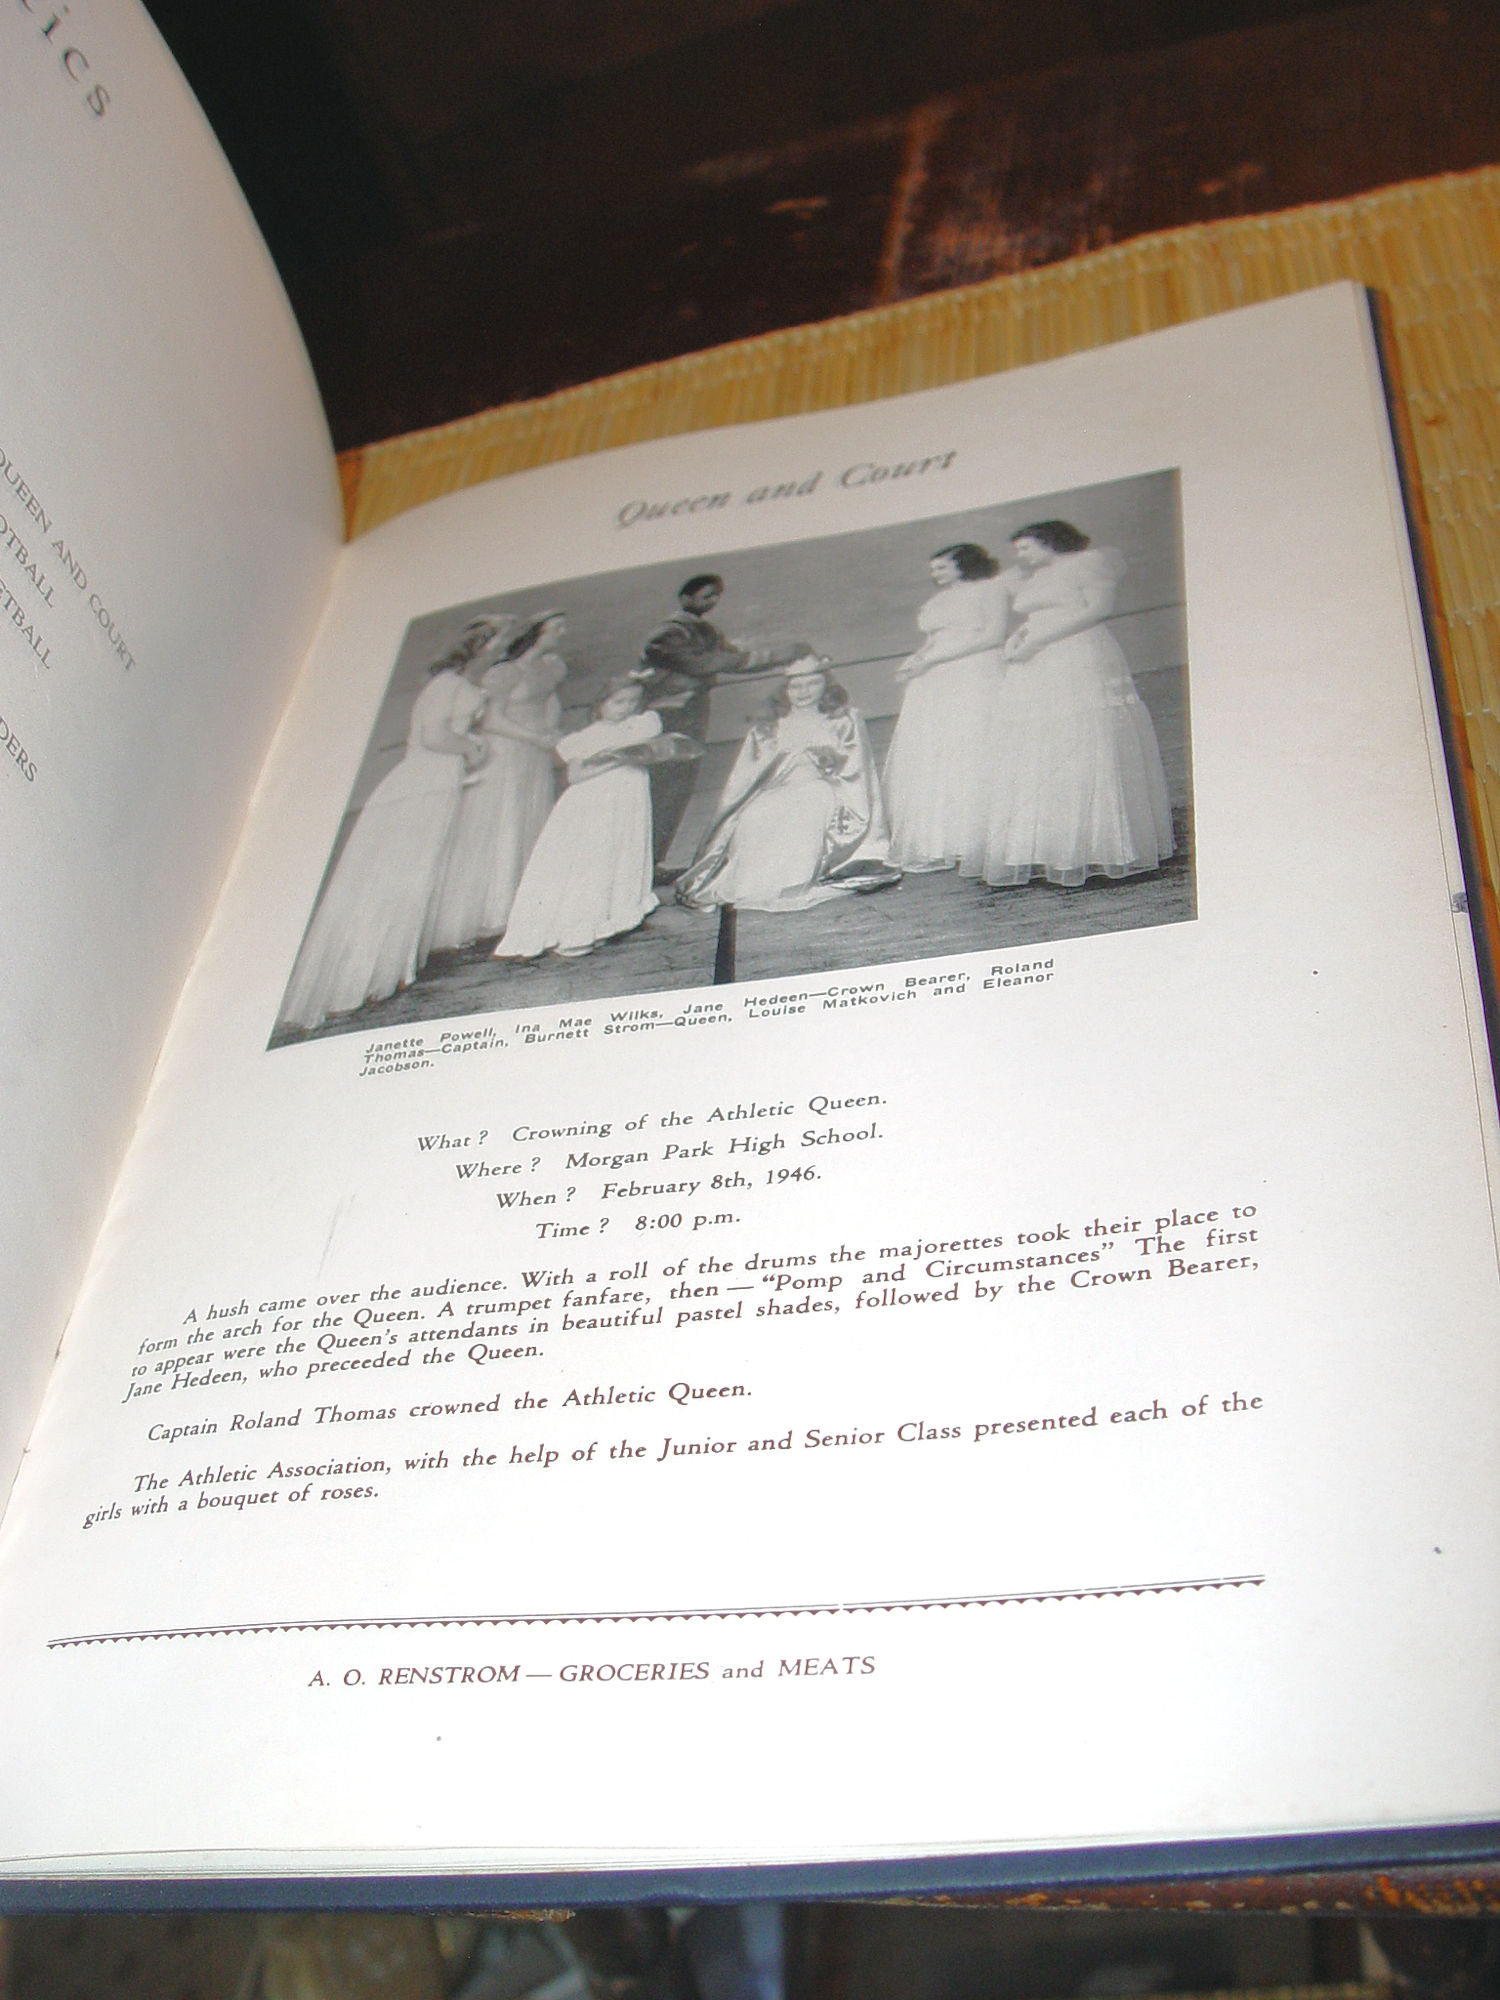 ics
QUEEN AND COURT
Queen and Court
Janette Powell, Ina Mae Wilks, Jane Hedeen—Crown Bearer, Roland
Thomas—Captain, Burnett Strom—Queen, Louise Matkovich and Eleanor
Jacobson.
What ? Crowning of the Athletic Queen.
Where ? Morgan Park High School.
When ? February 8th, 1946.
Time ? 8:00 p.m.
A hush came over the audience. With a roll of the drums the majorettes took their place to
form the arch for the Queen. A trumpet fanfare, then — “Pomp and Circumstances” The first
to appear were the Queen's attendants in beautiful pastel shades, followed by the Crown Bearer,
Jane Hedeen, who preceeded the Queen.
Captain Roland Thomas crowned the Athletic Queen.
The Athletic Association, with the help of the Junior and Senior Class presented each of the
girls with a bouquet of roses.
A. O. RENSTROM — GROCERIES and MEATS